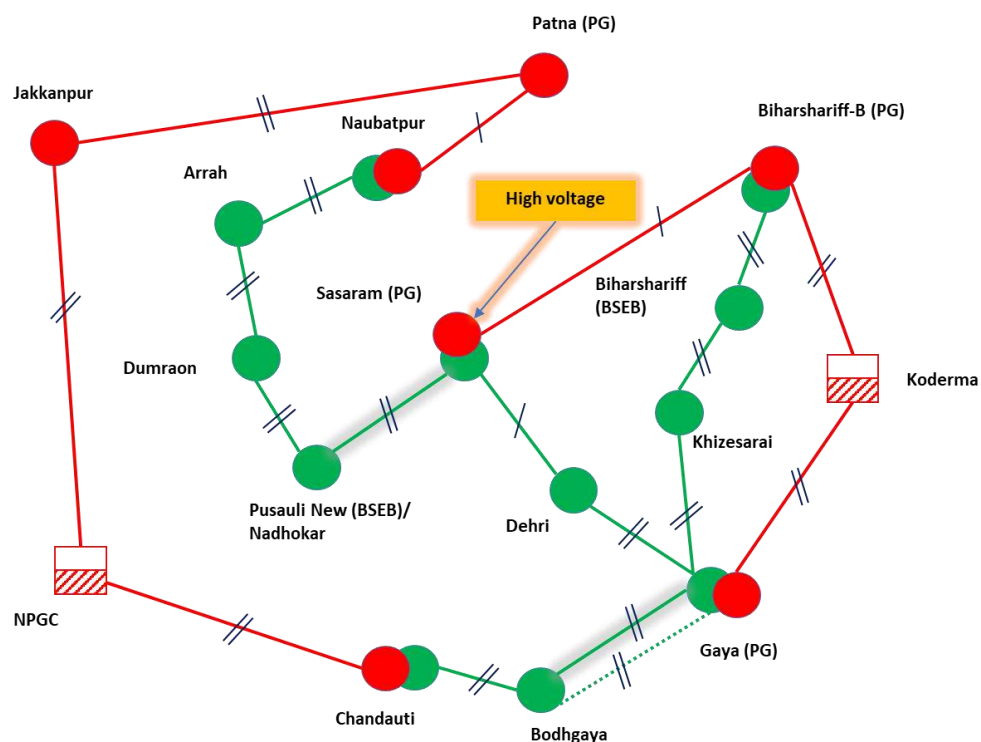 Patna (PG)
Jakkanpur
Biharshariff-B (PG)
Naubatpur
Arrah
High voltage
Sasaram (PG)
Biharshariff
(BSEB)
Dumraon
Koderma
Khizesarai
Pusauli New (BSEB)/
Nadhokar
Dehri
NPGC
Gaya (PG)
Chandauti
Bodhgaya